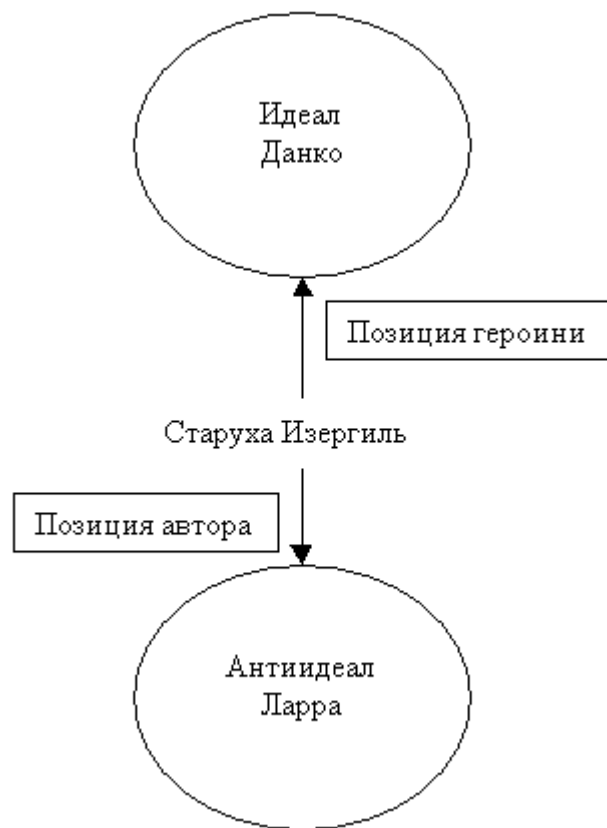 Идеал
Данко
Позиция героини
Старуха Изергиль
Позиция автора
Антиидеал
Ларра